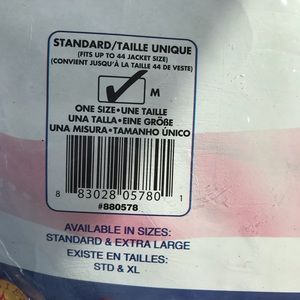 STANDARD/TAILLE UNIQUE
(FITS UP TO 44 JACKET SIZE)
(CONVIENT JUSQU'À LA TAILLE 44 DE VESTE)
M
ONE SIZE•UNE TAILLE
UNA TALLA•EINE GRÖBE
UNA MISURA•TAMANHO ÚNICO
8 83028 05780 1
#880578
AVAILABLE IN SIZES:
STANDARD & EXTRA LARGE
EXISTE EN TAILLES:
STD & XL